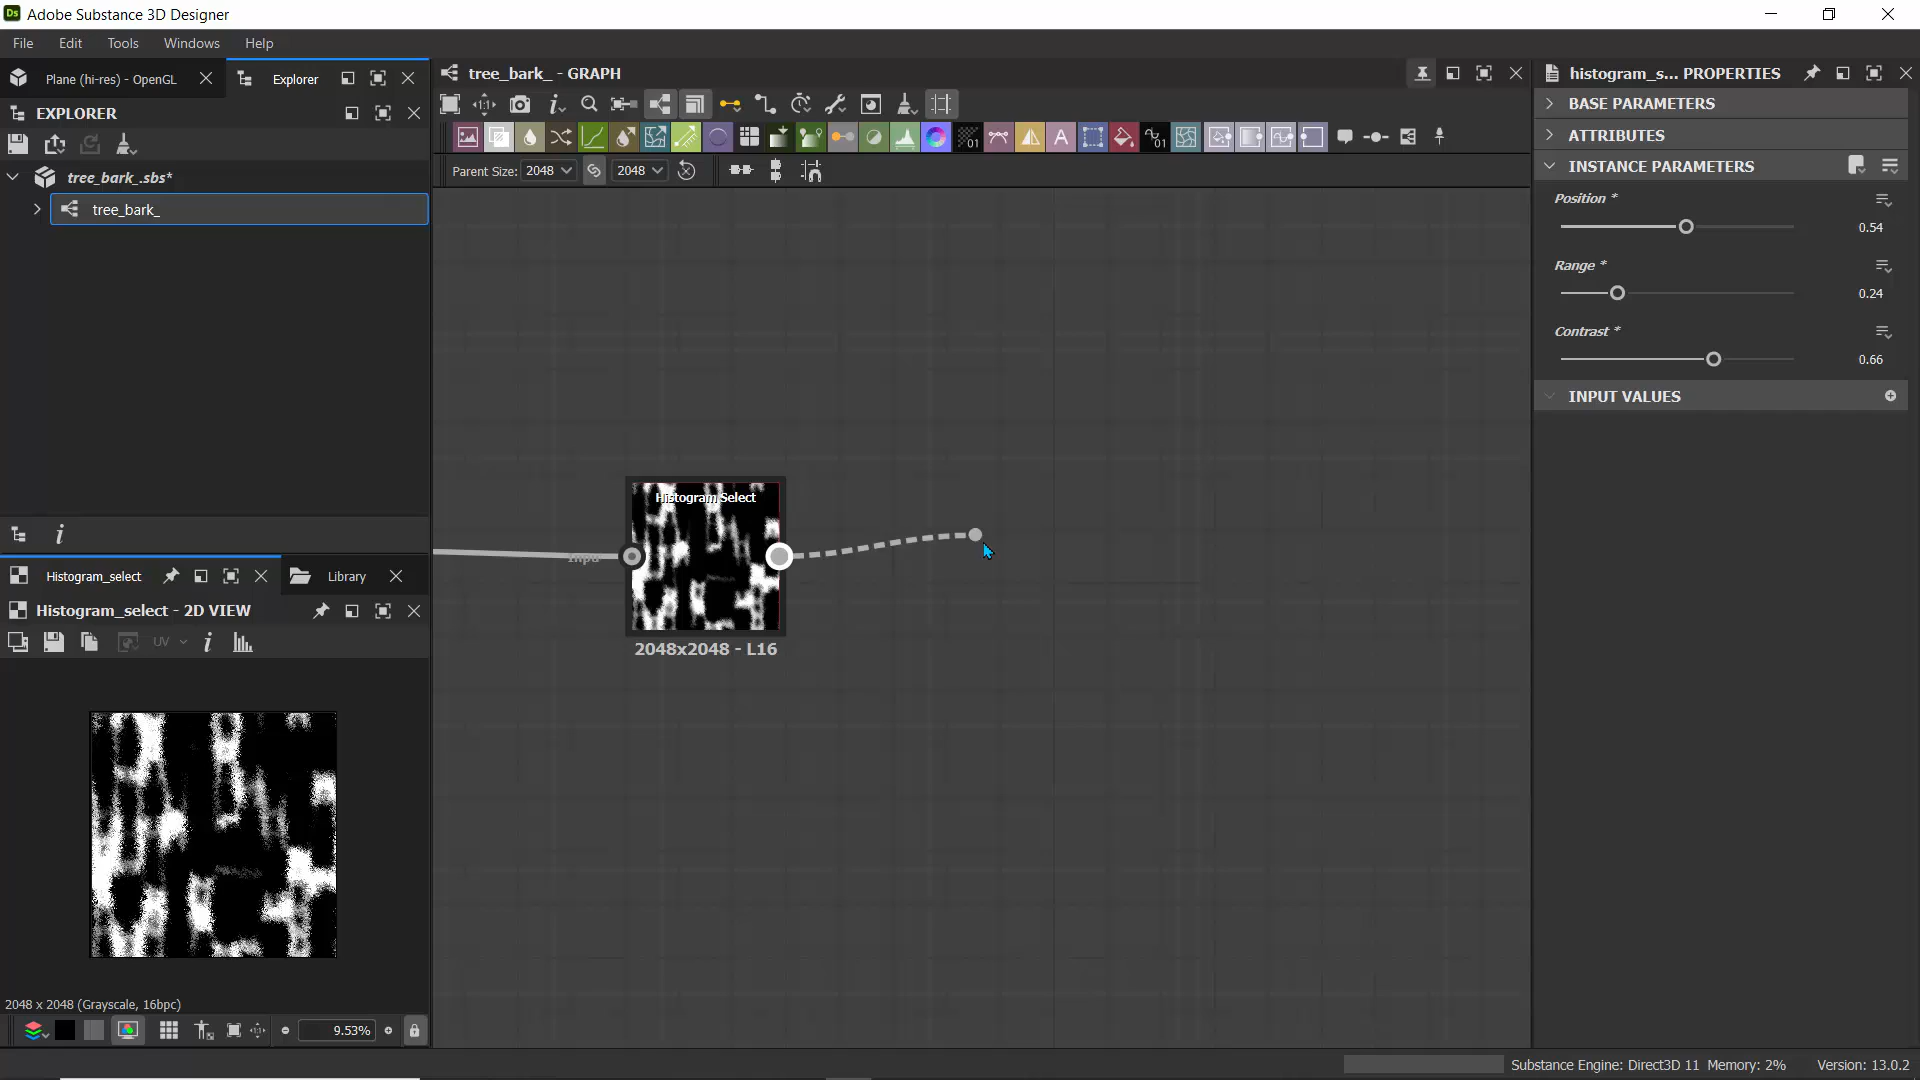 Ds Adobe Substance 3D Designer
File Edit Tools Windows Help
Plane (hi-res) - OpenGL
Explorer
tree_bark_ - GRAPH
histogram_s... PROPERTIES
EXPLORER
BASE PARAMETERS
ATTRIBUTES
INSTANCE PARAMETERS
Parent Size: 2048 2048
tree_bark_.sbs*
tree_bark_
Position *
0.54
Range *
0.24
Contrast *
0.66
INPUT VALUES
Histogram Select
Inpu
2048x2048 - L16
Histogram_select
Library
Histogram_select - 2D VIEW
UV
2048 x 2048 (Grayscale, 16bpc)
9.53%
Substance Engine: Direct3D 11 Memory: 2% Version: 13.0.2